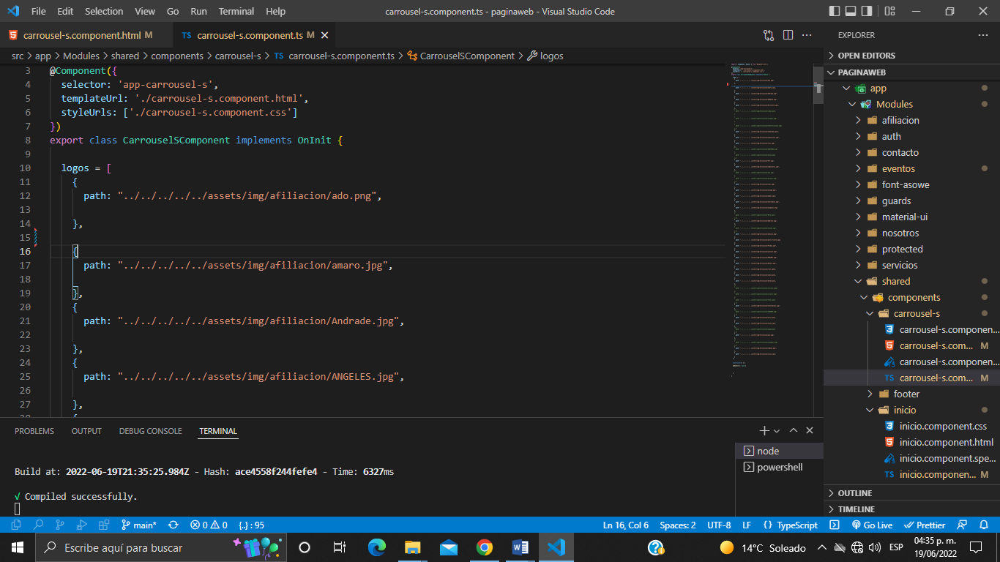 File Edit Selection View Go Run Terminal Help carrousel-s.component.ts - paginaweb - Visual Studio Code
carrousel-s.component.html M TS carrousel-s.component.ts M
src > app > Modules > shared > components > carrousel-s > TS carrousel-s.component.ts > CarrouselSComponent > logos
3 @Component({
4 selector: 'app-carrousel-s',
5 templateUrl: './carrousel-s.component.html',
6 styleUrls: ['./carrousel-s.component.css']
7 })
8 export class CarrouselSComponent implements OnInit {
9
10 logos = [
11 {
12 path: "../../../../../assets/img/afiliacion/ado.png",
13
14 },
15
16 {
17 path: "../../../../../assets/img/afiliacion/amaro.jpg",
18
19 },
20 {
21 path: "../../../../../assets/img/afiliacion/Andrade.jpg",
22
23 },
24 {
25 path: "../../../../../assets/img/afiliacion/ANGELES.jpg",
26
27 },
28 {
EXPLORER
OPEN EDITORS
PAGINAWEB
app
Modules
afiliacion
auth
contacto
eventos
font-asowe
guards
material-ui
nosotros
protected
servicios
shared
components
carrousel-s
carrousel-s.componen...
carrousel-s.com... M
carrousel-s.componen...
TS carrousel-s.com... M
footer
inicio
inicio.component.css
inicio.component.html
inicio.component.spe...
TS inicio.componen... M
OUTLINE
TIMELINE
PROBLEMS OUTPUT DEBUG CONSOLE TERMINAL
node
powershell
Build at: 2022-06-19T21:35:25.984Z - Hash: ace4558f244fefe4 - Time: 6327ms
√ Compiled successfully.
main* 0 0 {..} : 95 Ln 16, Col 6 Spaces: 2 UTF-8 LF {} TypeScript Go Live Prettier
Escribe aquí para buscar 14°C Soleado ESP 04:35 p. m.
19/06/2022